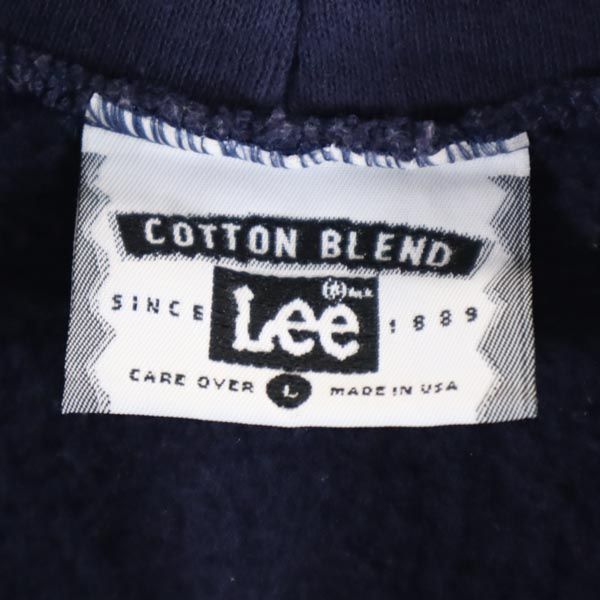 COTTON BLEND
Lee
SINCE 1889
CARE OVER L MADE IN USA